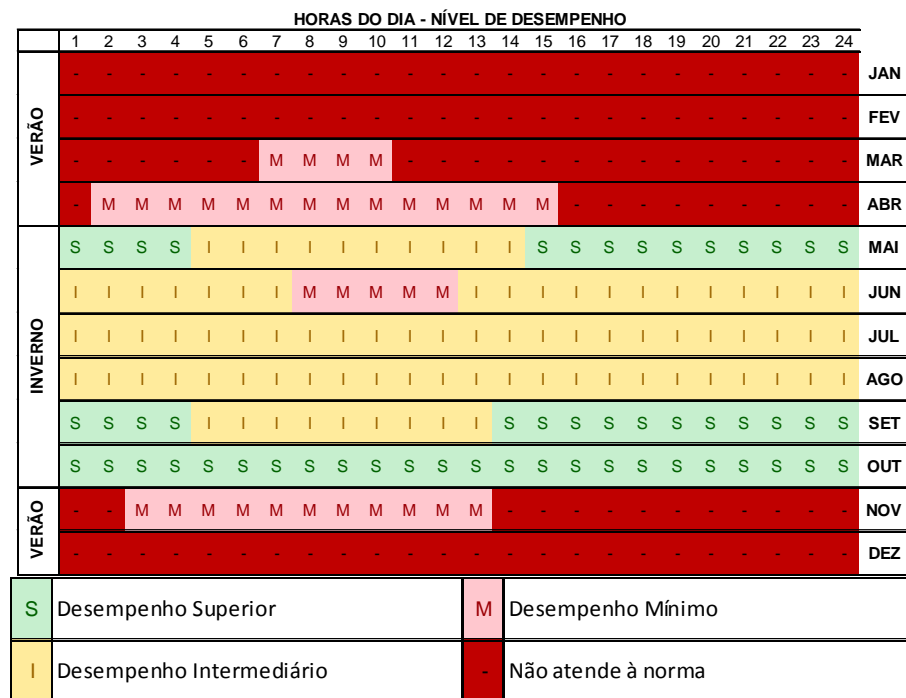 HORAS DO DIA - NÍVEL DE DESEMPENHO
1 2 3 4 5 6 7 8 9 10 11 12 13 14 15 16 17 18 19 20 21 22 23 24
VERÃO
- - - - - - - - - - - - - - - - - - - - - - - - JAN
- - - - - - - - - - - - - - - - - - - - - - - - FEV
- - - - - - M M M M - - - - - - - - - - - - - - MAR
- M M M M M M M M M M M M M M - - - - - - - - - ABR
INVERNO
S S S S I I I I I I I I I I S S S S S S S S S S MAI
I I I I I I I M M M M M I I I I I I I I I I I I JUN
I I I I I I I I I I I I I I I I I I I I I I I I JUL
I I I I I I I I I I I I I I I I I I I I I I I I AGO
S S S S I I I I I I I I I S S S S S S S S S S S SET
S S S S S S S S S S S S S S S S S S S S S S S S OUT
VERÃO
- - M M M M M M M M M M M - - - - - - - - - - - NOV
- - - - - - - - - - - - - - - - - - - - - - - - DEZ
S Desempenho Superior
M Desempenho Mínimo
I Desempenho Intermediário
- Não atende à norma